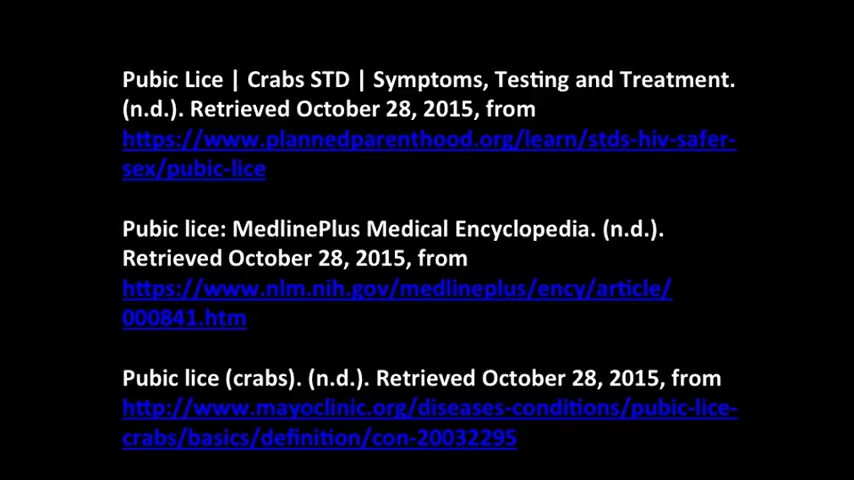 Pubic Lice | Crabs STD | Symptoms, Testing and Treatment.
(n.d.). Retrieved October 28, 2015, from
https://www.plannedparenthood.org/learn/stds-hiv-safer-
sex/pubic-lice
Pubic lice: MedlinePlus Medical Encyclopedia. (n.d.).
Retrieved October 28, 2015, from
https://www.nlm.nih.gov/medlineplus/ency/article/
000841.htm
Pubic lice (crabs). (n.d.). Retrieved October 28, 2015, from
http://www.mayoclinic.org/diseases-conditions/pubic-lice-
crabs/basics/definition/con-20032295